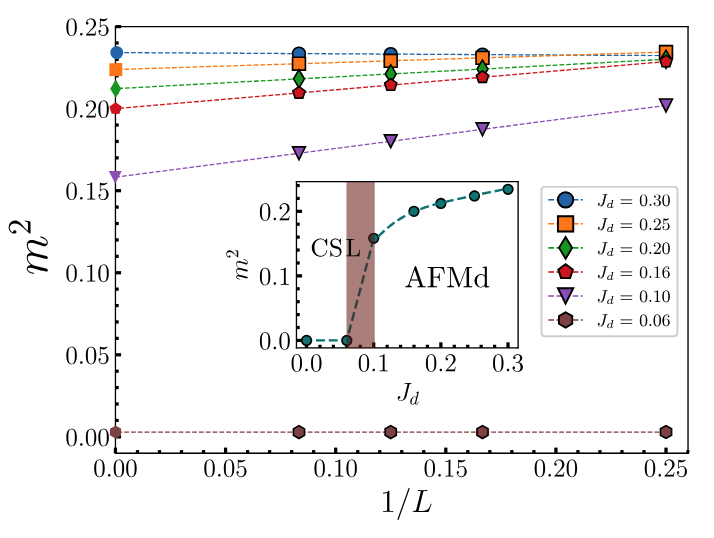 0.25
0.20
0.15
0.10
0.05
0.00
m²
0.00 0.05 0.10 0.15 0.20 0.25
1/L
J_d = 0.30
J_d = 0.25
J_d = 0.20
J_d = 0.16
J_d = 0.10
J_d = 0.06
0.2
0.1
0.0
m²
CSL
AFMd
0.0 0.1 0.2 0.3
J_d